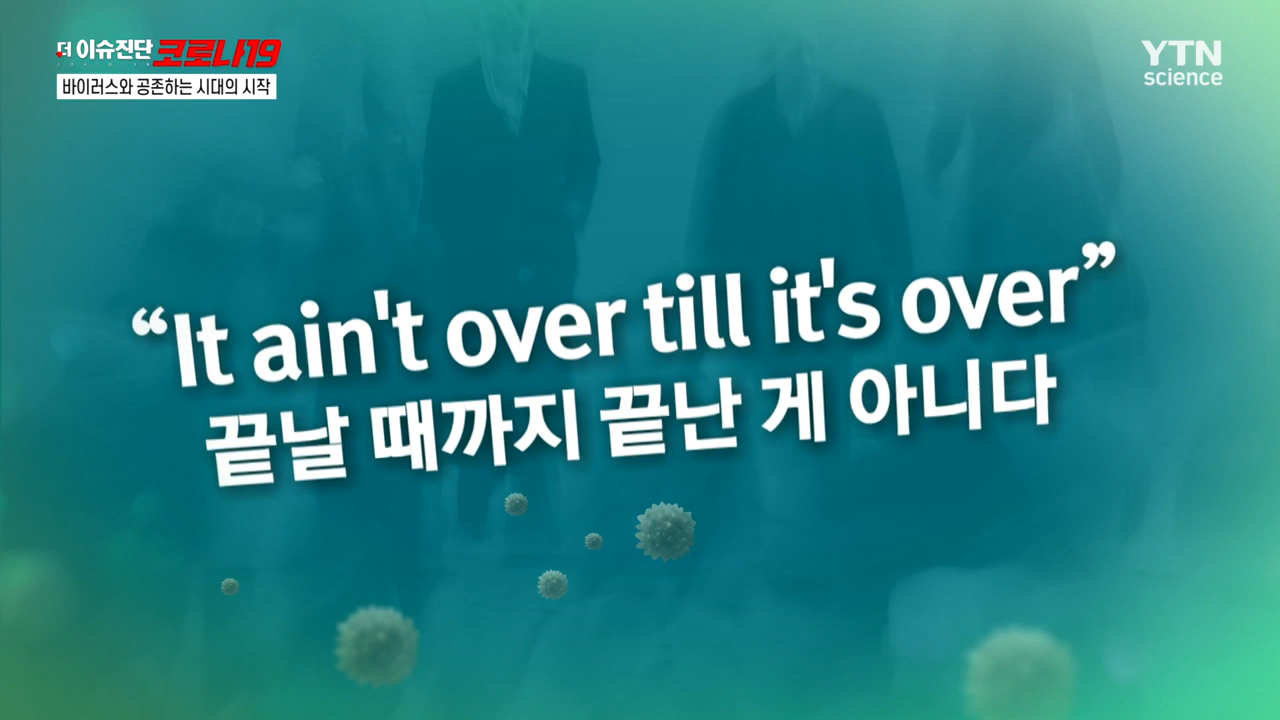 더 이슈진단 코로나19
바이러스와 공존하는 시대의 시작
YTN
science
“It ain't over till it's over”
끝날 때까지 끝난 게 아니다